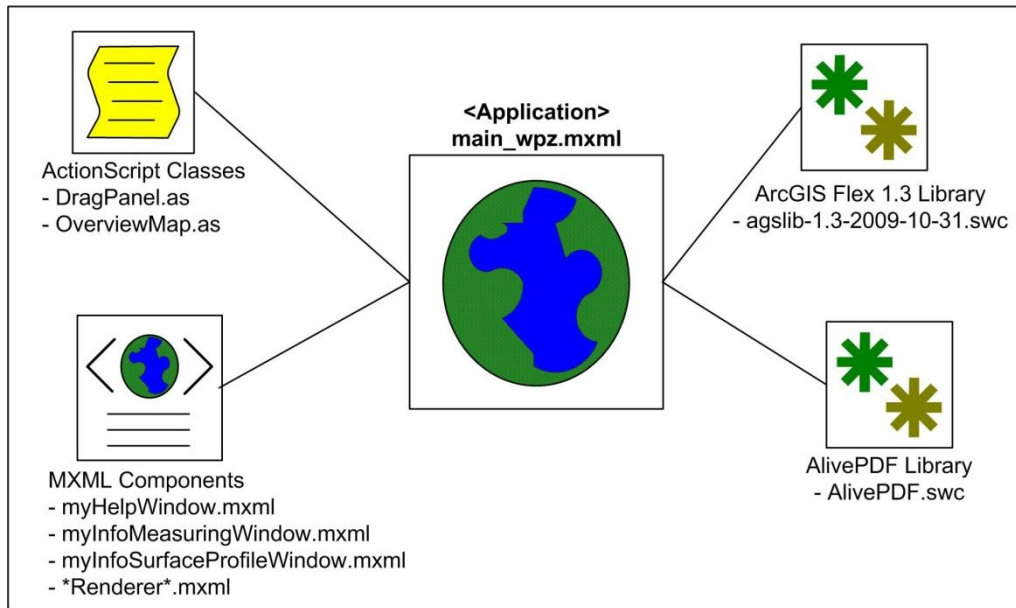 ActionScript Classes
- DragPanel.as
- OverviewMap.as
MXML Components
- myHelpWindow.mxml
- myInfoMeasuringWindow.mxml
- myInfoSurfaceProfileWindow.mxml
- *Renderer*.mxml
<Application>
main_wpz.mxml
ArcGIS Flex 1.3 Library
- agslib-1.3-2009-10-31.swc
AlivePDF Library
- AlivePDF.swc